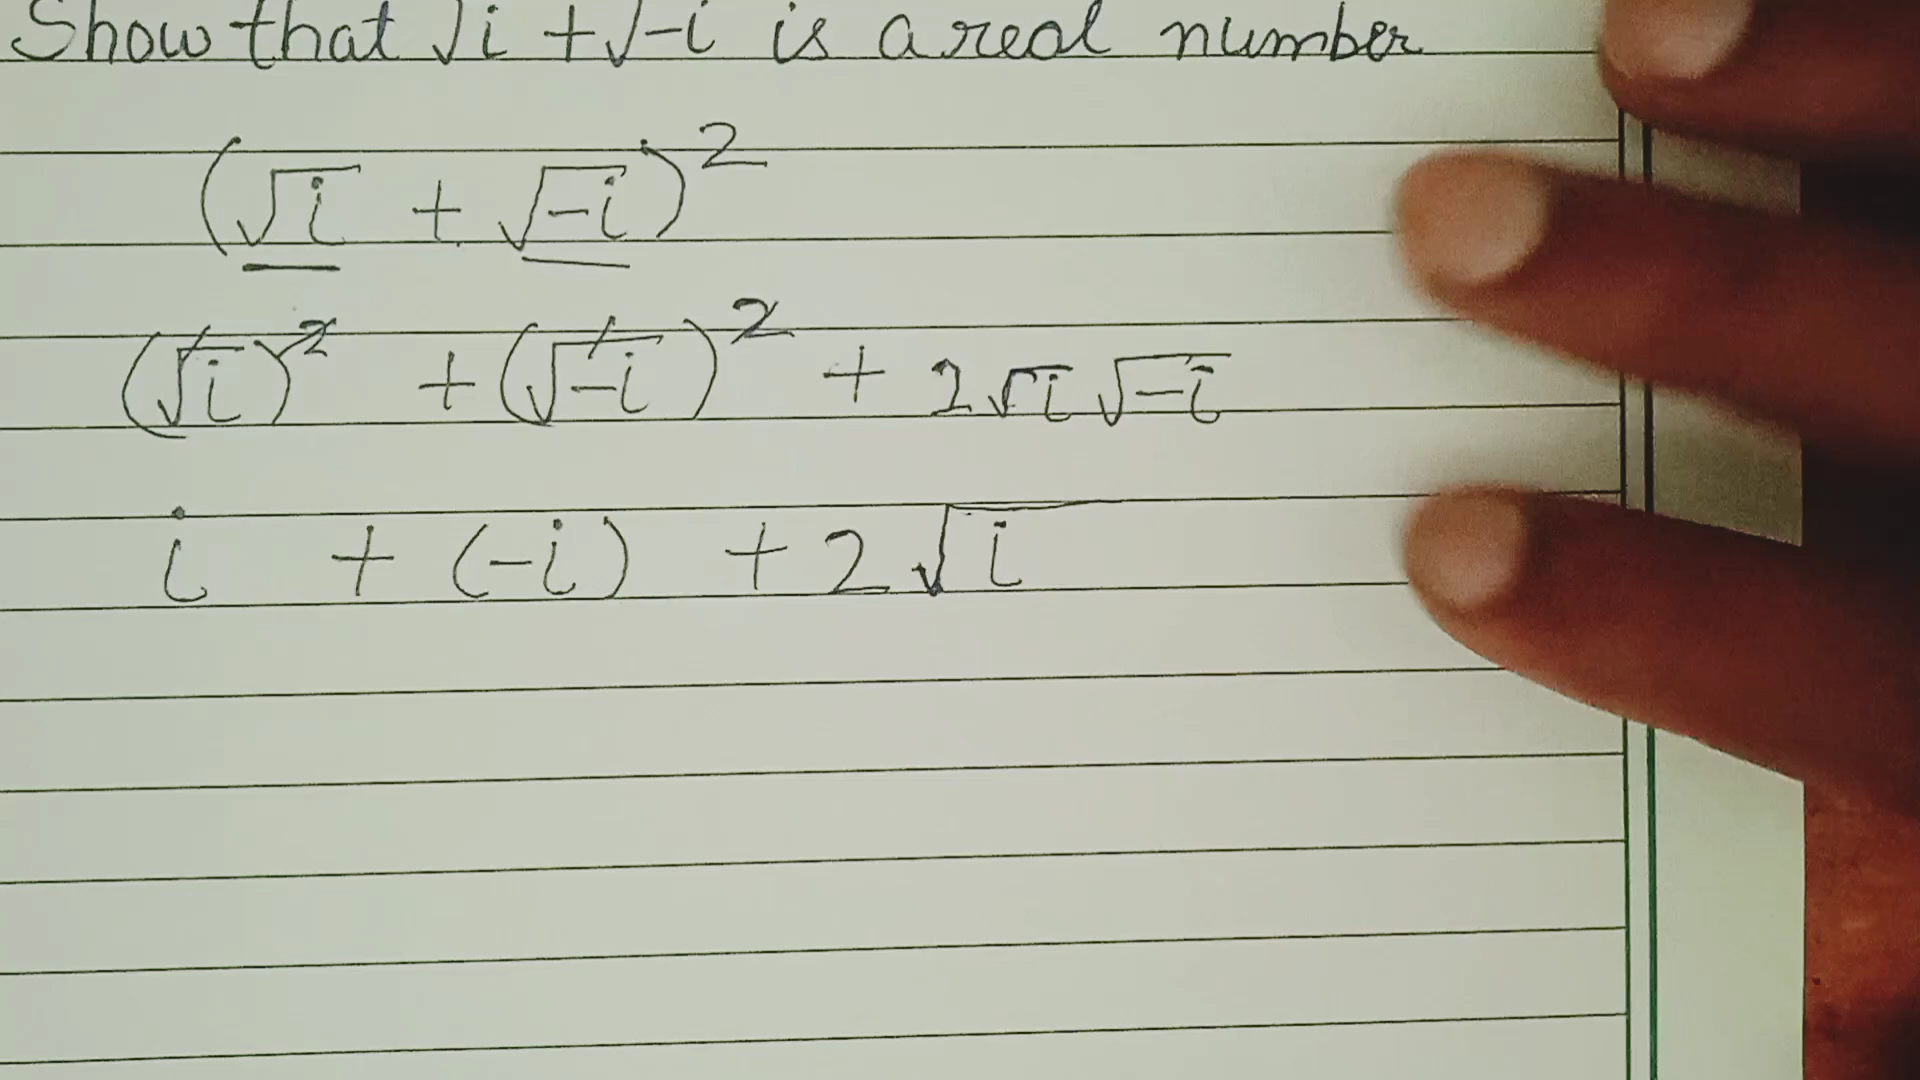 Show that √i + √-i is a real number
(√i + √-i)²
(√i)² + (√-i)² + 2√i √-i
i + (-i) + 2√i